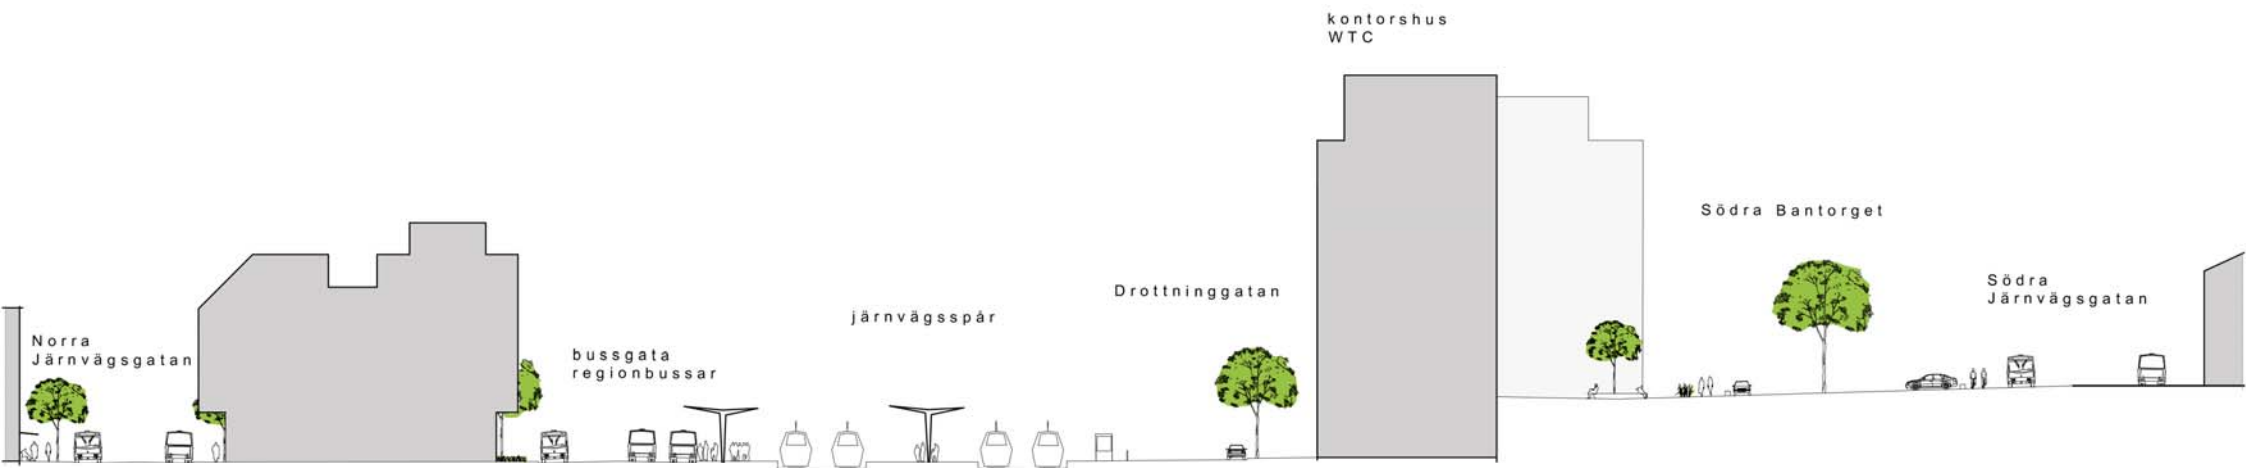 kontorshus
WTC
Södra Bantorget
Södra
Järnvägsgatan
Drottninggatan
järnvägsspår
Norra
Järnvägsgatan
bussgata
regionbussar